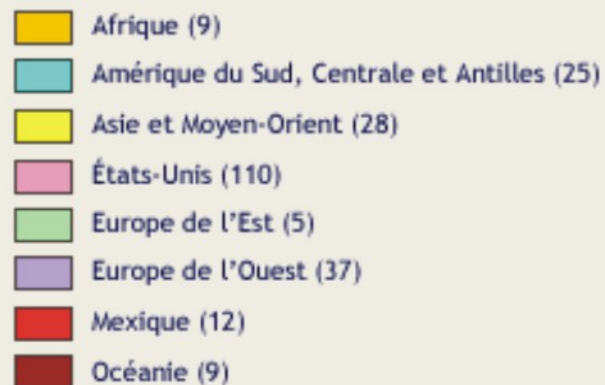 Afrique (9)
Amérique du Sud, Centrale et Antilles (25)
Asie et Moyen-Orient (28)
États-Unis (110)
Europe de l'Est (5)
Europe de l'Ouest (37)
Mexique (12)
Océanie (9)